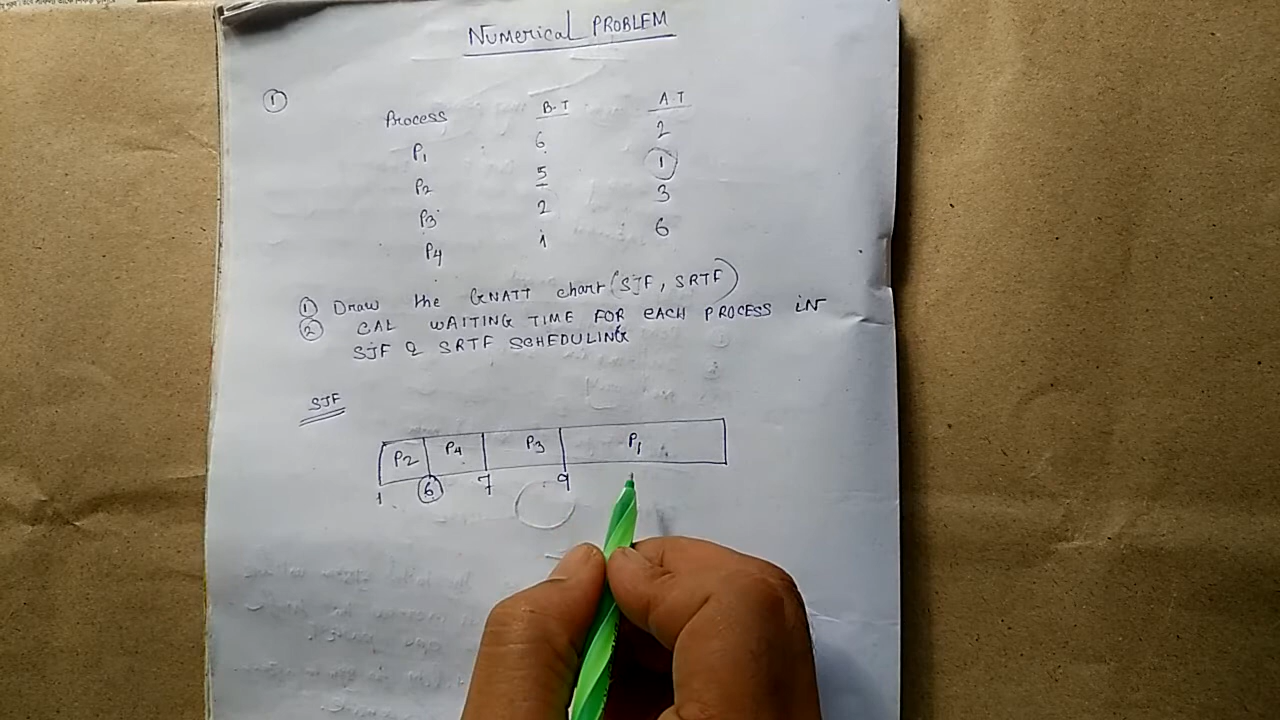 NUMERICAL PROBLEM
①
Process B.T A.T
P1 6 2
P2 5 1
P3 2 3
P4 1 6
① Draw the GNATT chart (SJF, SRTF)
② CAL WAITING TIME FOR EACH PROCESS IN
SJF & SRTF SCHEDULING
SJF
P2 P4 P3 P1
1 6 7 9